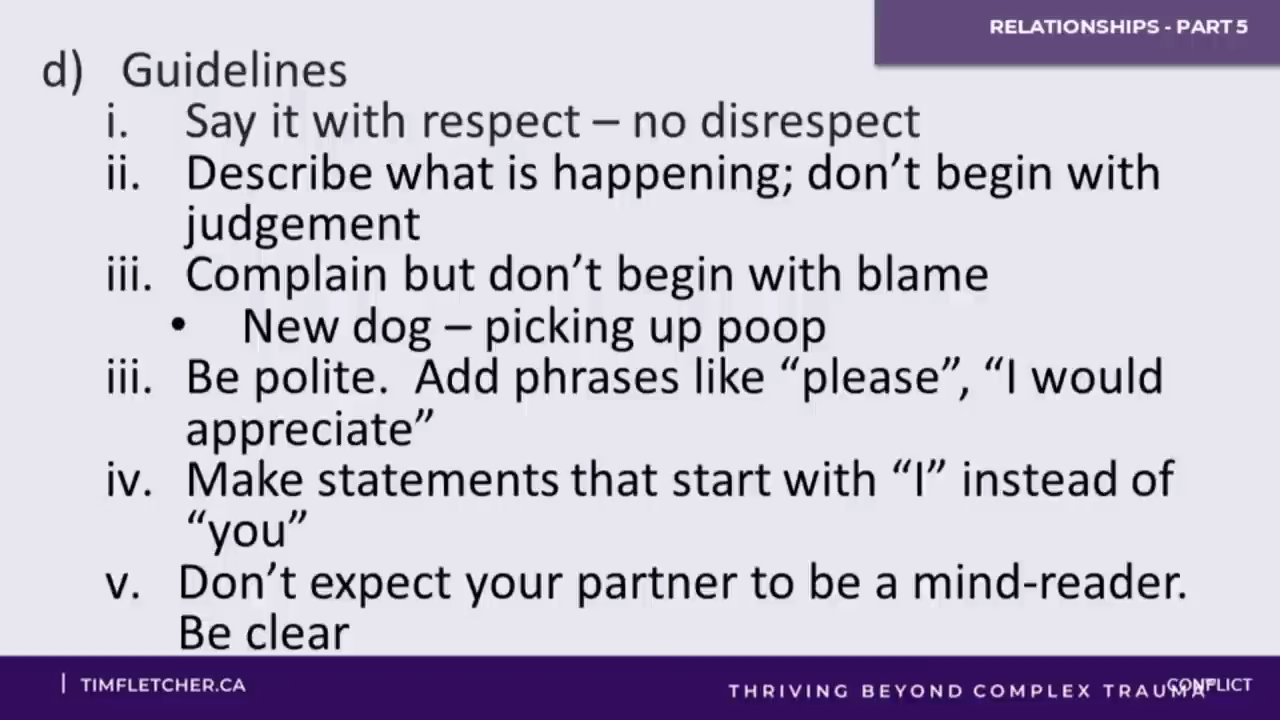 RELATIONSHIPS - PART 5
d) Guidelines
i. Say it with respect – no disrespect
ii. Describe what is happening; don’t begin with
judgement
iii. Complain but don’t begin with blame
• New dog – picking up poop
iii. Be polite.  Add phrases like “please”, “I would
appreciate”
iv. Make statements that start with “I” instead of
“you”
v. Don’t expect your partner to be a mind-reader.
Be clear
| TIMFLETCHER.CA
THRIVING BEYOND COMPLEX TRAUMA
CONFLICT